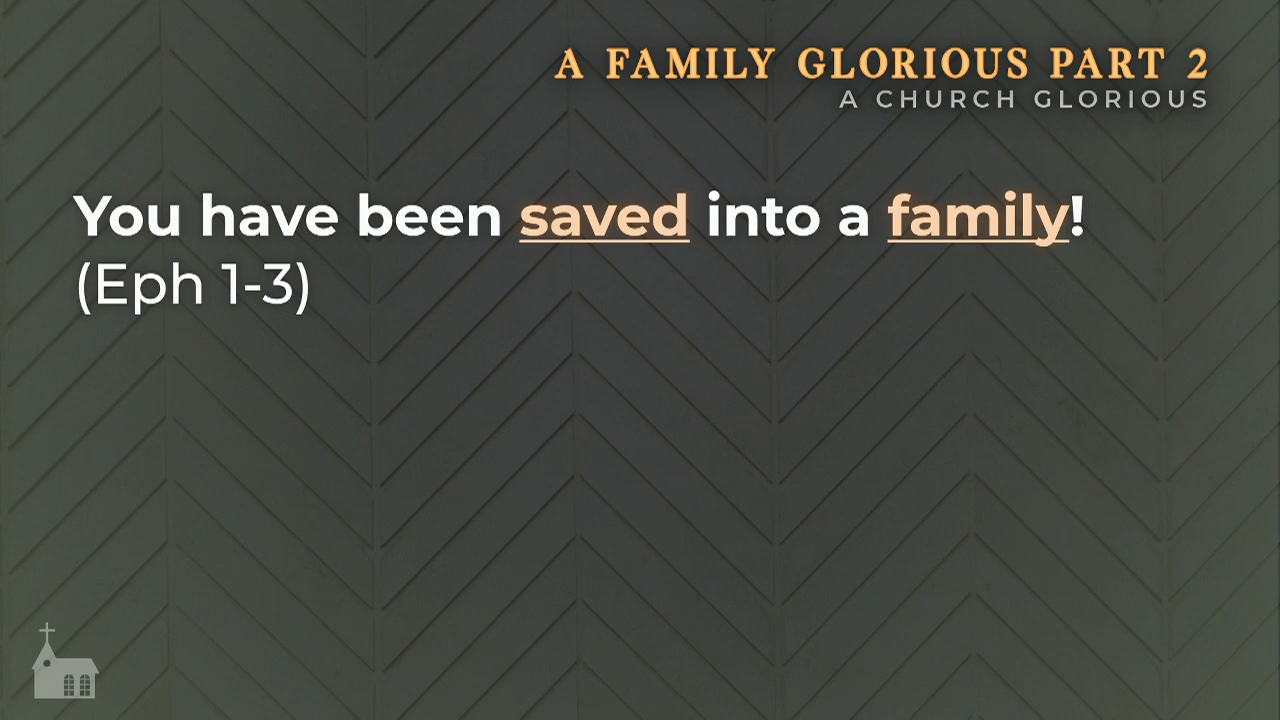 A FAMILY GLORIOUS PART 2
A CHURCH GLORIOUS
You have been saved into a family!
(Eph 1-3)